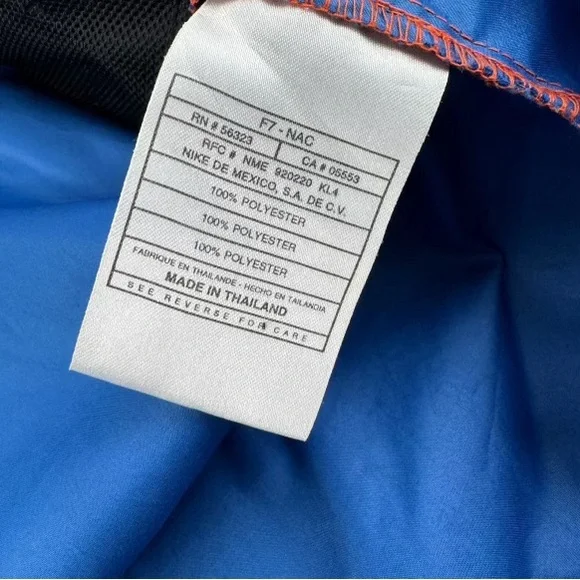 F7 - NAC
RN # 56323 CA # 05553
RFC # NME 920220 KL4
NIKE DE MEXICO, S.A. DE C.V.
100% POLYESTER
100% POLYESTER
100% POLYESTER
FABRIQUE EN THAILANDE - HECHO EN TAILANDIA
MADE IN THAILAND
SEE REVERSE FOR CARE